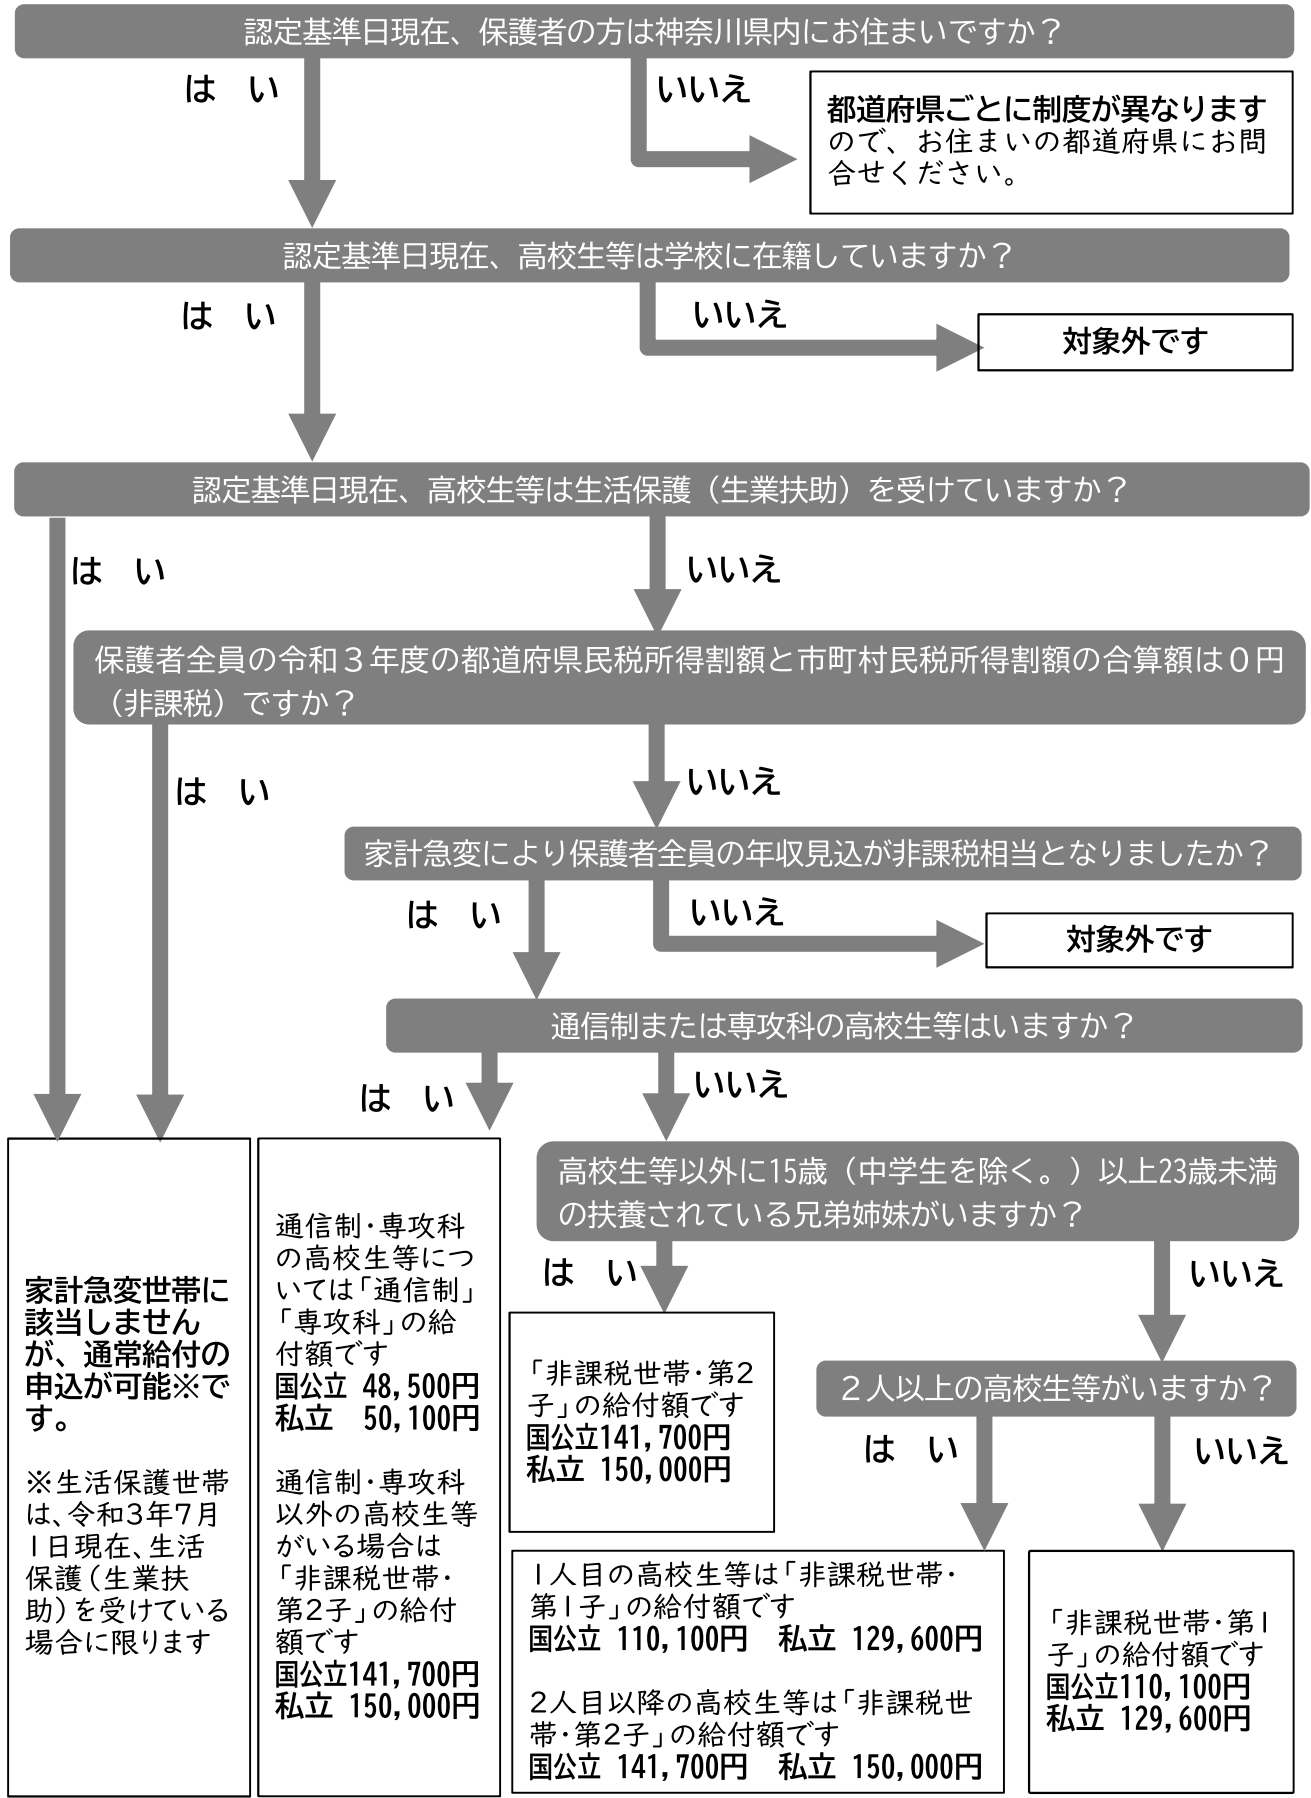 認定基準日現在、保護者の方は神奈川県内にお住まいですか？
は　い
いいえ
都道府県ごとに制度が異なります
ので、お住まいの都道府県にお問
合せください。
認定基準日現在、高校生等は学校に在籍していますか？
は　い
いいえ
対象外です
認定基準日現在、高校生等は生活保護（生業扶助）を受けていますか？
は　い
いいえ
保護者全員の令和３年度の都道府県民税所得割額と市町村民税所得割額の合算額は０円
（非課税）ですか？
は　い
いいえ
家計急変により保護者全員の年収見込が非課税相当となりましたか？
は　い
いいえ
対象外です
通信制または専攻科の高校生等はいますか？
は　い
いいえ
高校生等以外に15歳（中学生を除く。）以上23歳未満
の扶養されている兄弟姉妹がいますか？
は　い
いいえ
２人以上の高校生等がいますか？
は　い
いいえ
家計急変世帯に
該当しません
が、通常給付の
申込が可能※で
す。
※生活保護世帯
は、令和3年7月
1日現在、生活
保護（生業扶
助）を受けている
場合に限ります
通信制・専攻科
の高校生等につ
いては「通信制」
「専攻科」の給
付額です
国公立 48,500円
私立　50,100円
通信制・専攻科
以外の高校生等
がいる場合は
「非課税世帯・
第2子」の給付
額です
国公立141,700円
私立 150,000円
「非課税世帯・第2
子」の給付額です
国公立141,700円
私立 150,000円
1人目の高校生等は「非課税世帯・
第1子」の給付額です
国公立 110,100円　私立 129,600円
2人目以降の高校生等は「非課税世
帯・第2子」の給付額です
国公立 141,700円　私立 150,000円
「非課税世帯・第1
子」の給付額です
国公立110,100円
私立 129,600円